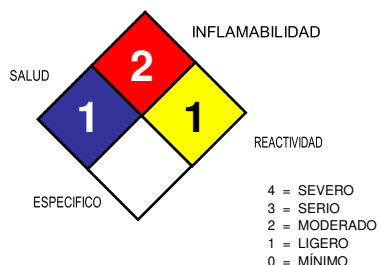 INFLAMABILIDAD
2
SALUD
1
1
REACTIVIDAD
ESPECIFICO
4 = SEVERO
3 = SERIO
2 = MODERADO
1 = LIGERO
0 = MÍNIMO